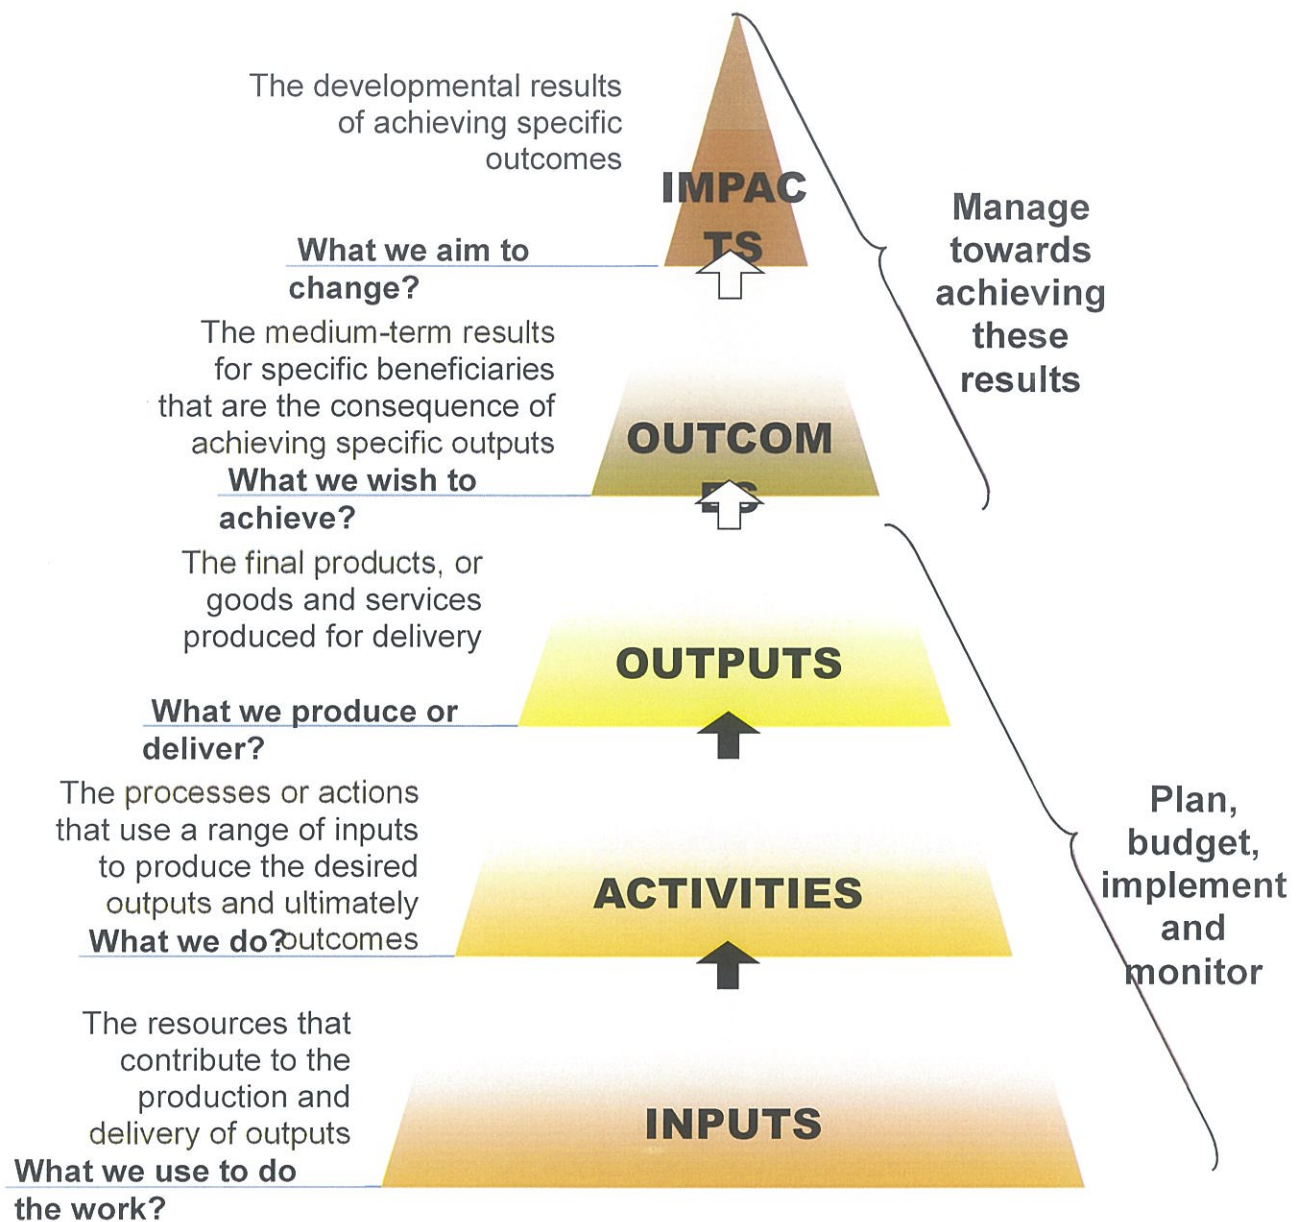 The developmental results
of achieving specific
outcomes
IMPAC
TS
What we aim to
change?
Manage
towards
achieving
these
results
The medium-term results
for specific beneficiaries
that are the consequence of
achieving specific outputs
OUTCOM
ES
What we wish to
achieve?
The final products, or
goods and services
produced for delivery
OUTPUTS
What we produce or
deliver?
The processes or actions
that use a range of inputs
to produce the desired
outputs and ultimately
outcomes
What we do?
ACTIVITIES
Plan,
budget,
implement
and
monitor
The resources that
contribute to the
production and
delivery of outputs
INPUTS
What we use to do
the work?